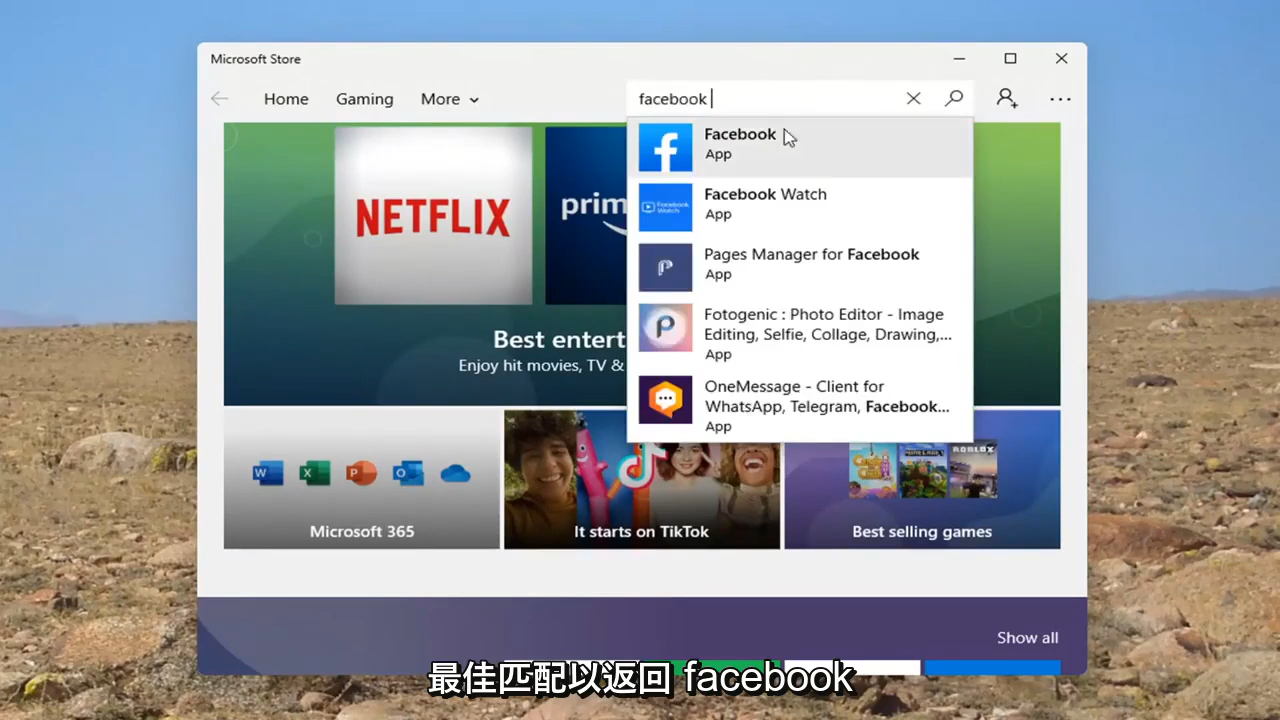 Microsoft Store
Home
Gaming
More
facebook
Facebook
App
Facebook Watch
App
Pages Manager for Facebook
App
Fotogenic : Photo Editor - Image
Editing, Selfie, Collage, Drawing,...
App
OneMessage - Client for
WhatsApp, Telegram, Facebook...
App
NETFLIX
prim
Best entert
Enjoy hit movies, TV &
Facebook
Watch
Microsoft 365
It starts on TikTok
ROBLOX
Best selling games
Show all
最佳匹配以返回 facebook